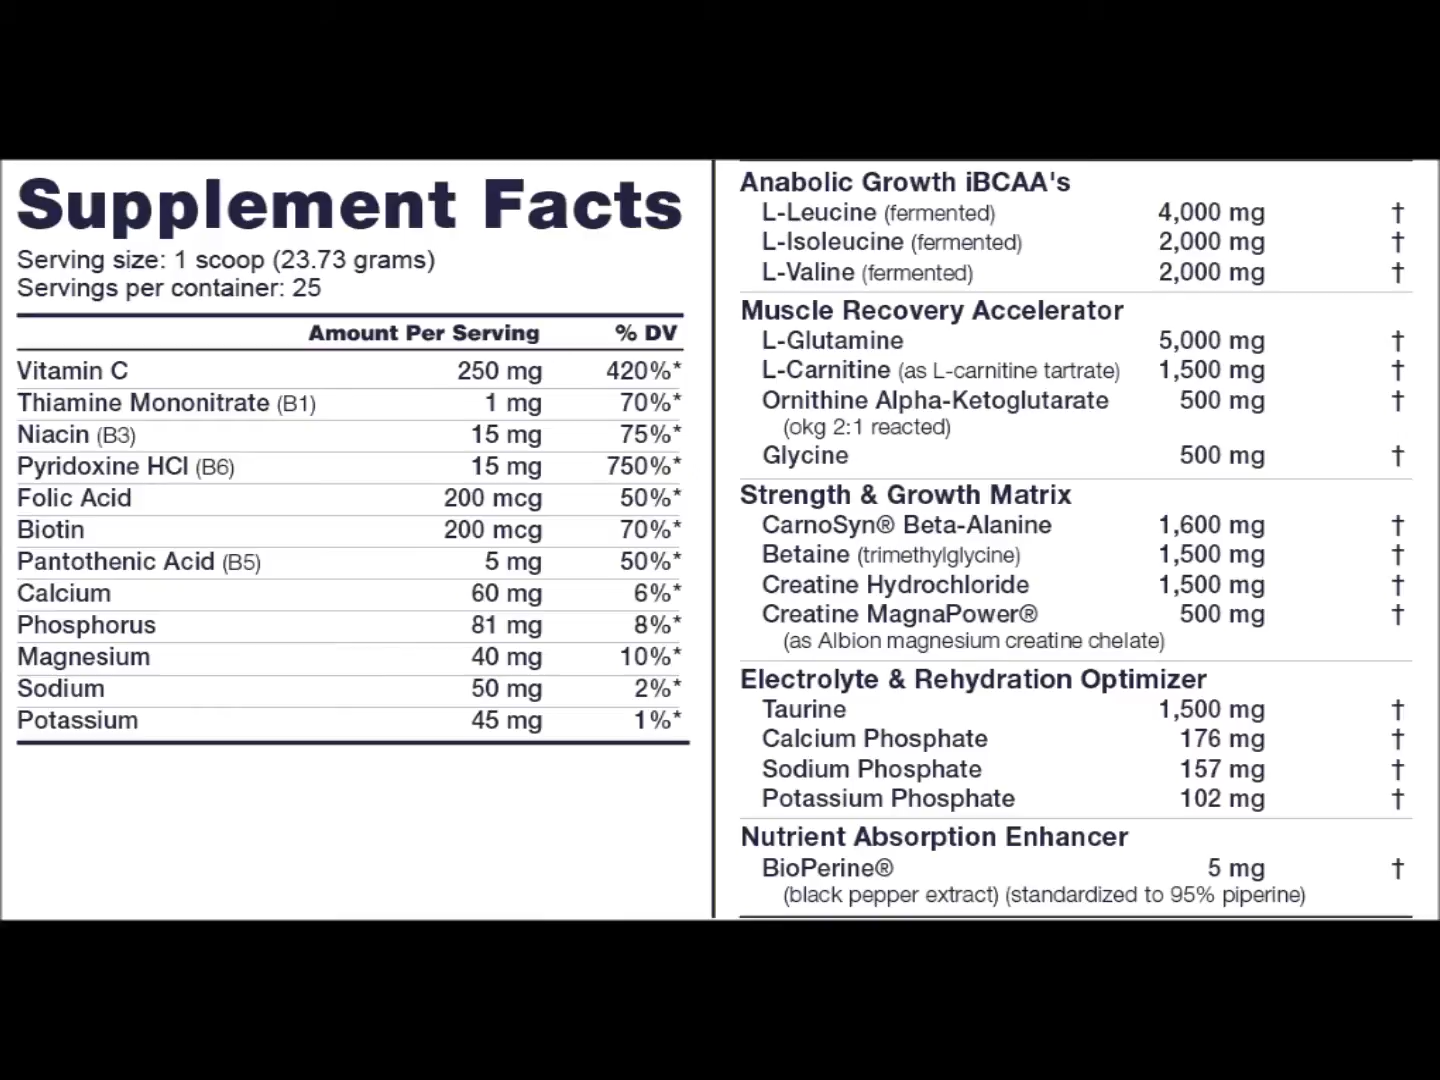 Supplement Facts
Serving size: 1 scoop (23.73 grams)
Servings per container: 25
Amount Per Serving % DV
Vitamin C 250 mg 420%*
Thiamine Mononitrate (B1) 1 mg 70%*
Niacin (B3) 15 mg 75%*
Pyridoxine HCl (B6) 15 mg 750%*
Folic Acid 200 mcg 50%*
Biotin 200 mcg 70%*
Pantothenic Acid (B5) 5 mg 50%*
Calcium 60 mg 6%*
Phosphorus 81 mg 8%*
Magnesium 40 mg 10%*
Sodium 50 mg 2%*
Potassium 45 mg 1%*
Anabolic Growth iBCAA's
L-Leucine (fermented) 4,000 mg †
L-Isoleucine (fermented) 2,000 mg †
L-Valine (fermented) 2,000 mg †
Muscle Recovery Accelerator
L-Glutamine 5,000 mg †
L-Carnitine (as L-carnitine tartrate) 1,500 mg †
Ornithine Alpha-Ketoglutarate 500 mg †
(okg 2:1 reacted)
Glycine 500 mg †
Strength & Growth Matrix
CarnoSyn® Beta-Alanine 1,600 mg †
Betaine (trimethylglycine) 1,500 mg †
Creatine Hydrochloride 1,500 mg †
Creatine MagnaPower® 500 mg †
(as Albion magnesium creatine chelate)
Electrolyte & Rehydration Optimizer
Taurine 1,500 mg †
Calcium Phosphate 176 mg †
Sodium Phosphate 157 mg †
Potassium Phosphate 102 mg †
Nutrient Absorption Enhancer
BioPerine® 5 mg †
(black pepper extract) (standardized to 95% piperine)